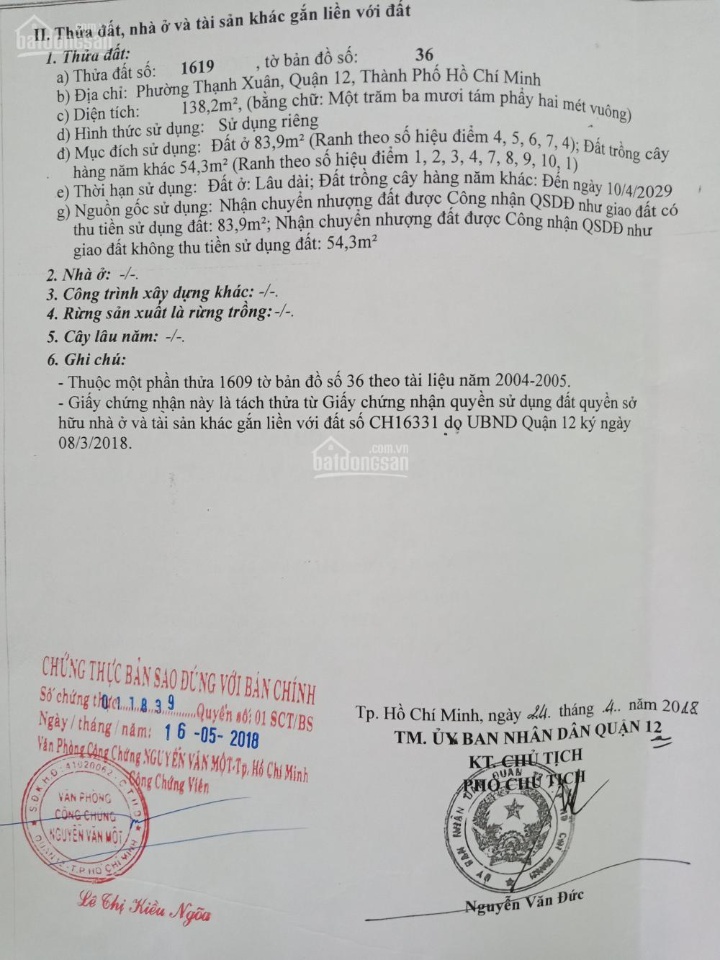 II. Thửa đất, nhà ở và tài sản khác gắn liền với đất
1. Thửa đất:
a) Thửa đất số: 1619 , tờ bản đồ số: 36
b) Địa chỉ: Phường Thạnh Xuân, Quận 12, Thành Phố Hồ Chí Minh
c) Diện tích: 138,2m², (bằng chữ: Một trăm ba mươi tám phẩy hai mét vuông)
d) Hình thức sử dụng: Sử dụng riêng
đ) Mục đích sử dụng: Đất ở 83,9m² (Ranh theo số hiệu điểm 4, 5, 6, 7, 4); Đất trồng cây
hàng năm khác 54,3m² (Ranh theo số hiệu điểm 1, 2, 3, 4, 7, 8, 9, 10, 1)
e) Thời hạn sử dụng: Đất ở: Lâu dài; Đất trồng cây hàng năm khác: Đến ngày 10/4/2029
g) Nguồn gốc sử dụng: Nhận chuyển nhượng đất được Công nhận QSDĐ như giao đất có
thu tiền sử dụng đất: 83,9m²; Nhận chuyển nhượng đất được Công nhận QSDĐ như
giao đất không thu tiền sử dụng đất: 54,3m²
2. Nhà ở: -/-.
3. Công trình xây dựng khác: -/-.
4. Rừng sản xuất là rừng trồng: -/-.
5. Cây lâu năm: -/-.
6. Ghi chú:
- Thuộc một phần thửa 1609 tờ bản đồ số 36 theo tài liệu năm 2004-2005.
- Giấy chứng nhận này là tách thửa từ Giấy chứng nhận quyền sử dụng đất quyền sở
hữu nhà ở và tài sản khác gắn liền với đất số CH16331 do UBND Quận 12 ký ngày
08/3/2018.
batdongsan.com.vn
CHỨNG THỰC BẢN SAO ĐÚNG VỚI BẢN CHÍNH
Số chứng thực 011839 Quyển số: 01 SCT/BS
Ngày / tháng / năm: 16-05-2018
Văn Phòng Công Chứng NGUYỄN VĂN MỘT-Tp. Hồ Chí Minh
Công Chứng Viên
VĂN PHÒNG
CÔNG CHỨNG
NGUYỄN VĂN MỘT
Lê Thị Kiều Ngõa
Tp. Hồ Chí Minh, ngày 24 tháng 4 năm 2018
TM. ỦY BAN NHÂN DÂN QUẬN 12
KT. CHỦ TỊCH
PHÓ CHỦ TỊCH
Nguyễn Văn Đức